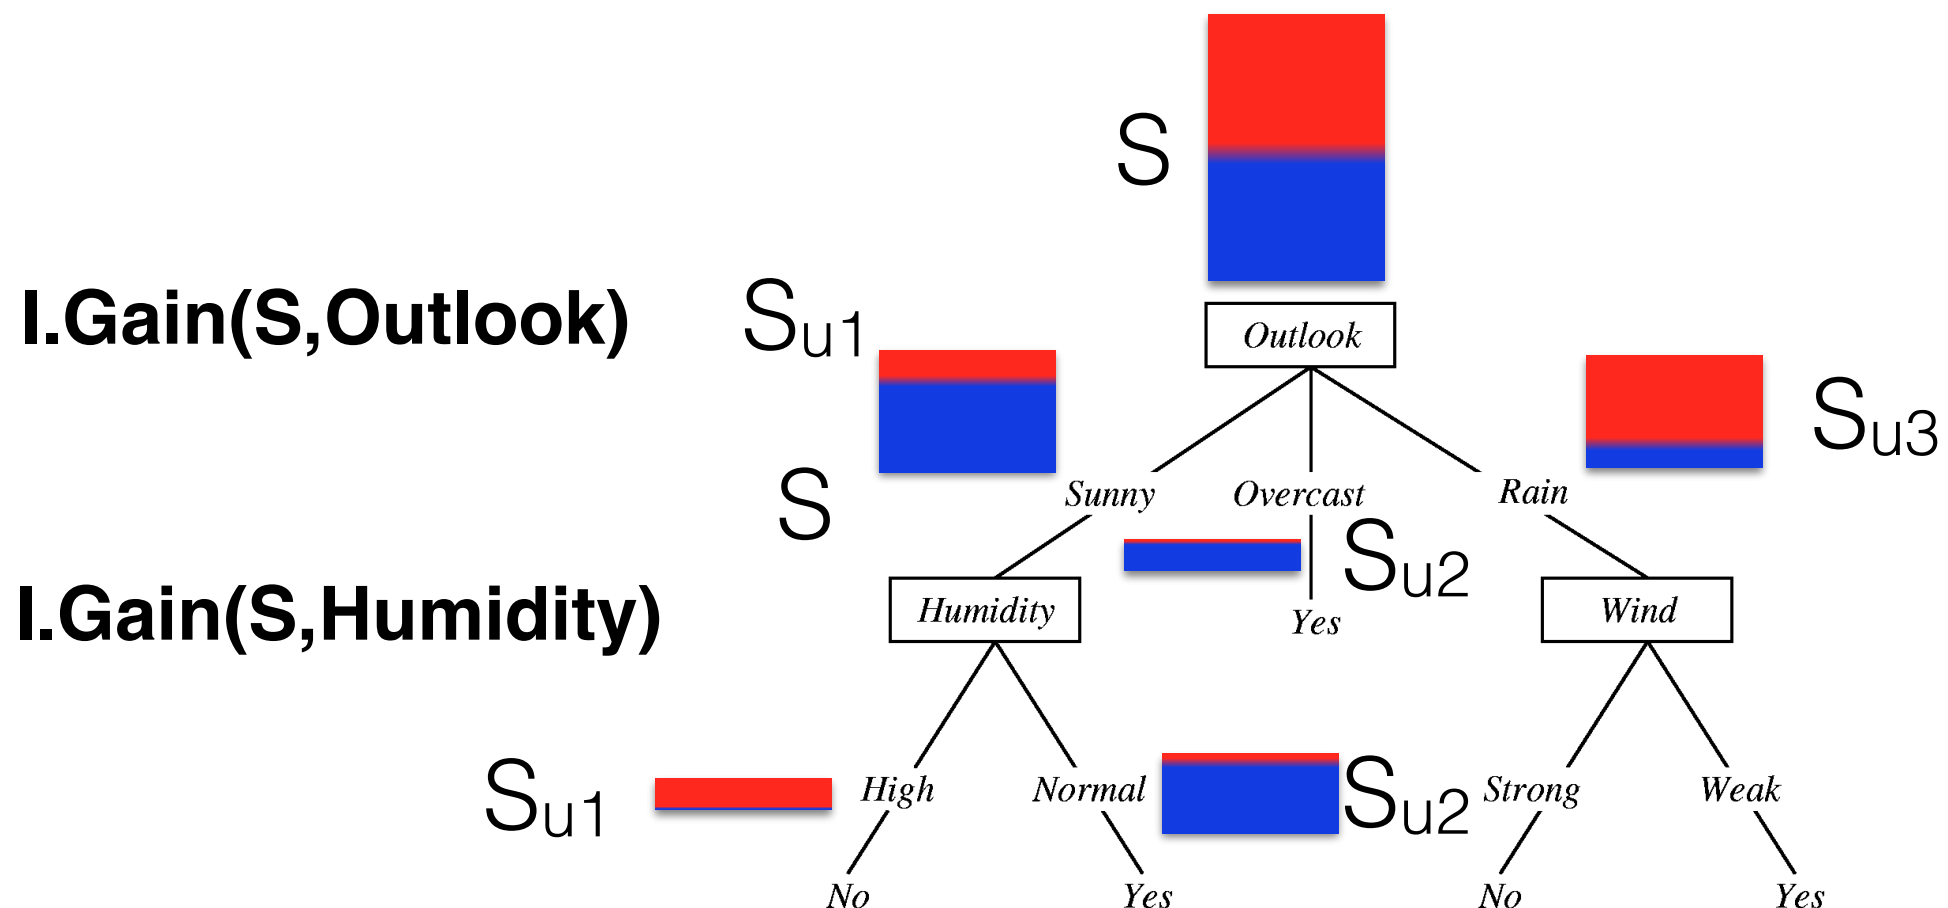 S
I.Gain(S,Outlook)
Su1
Outlook
Su3
S
Sunny
Overcast
Rain
Su2
I.Gain(S,Humidity)
Humidity
Yes
Wind
Su1
High
Normal
Su2
Strong
Weak
No
Yes
No
Yes